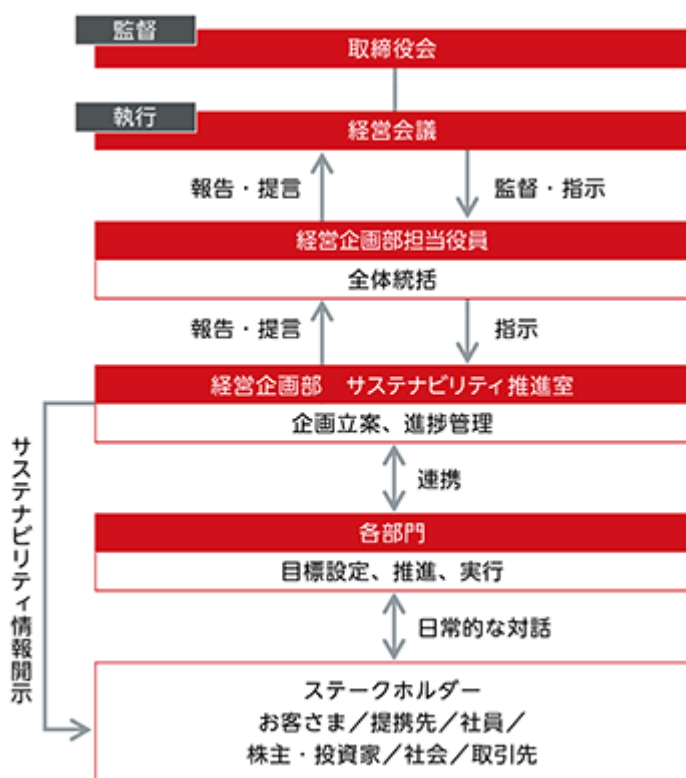 監督
取締役会
執行
経営会議
報告・提言
監督・指示
経営企画部担当役員
全体統括
報告・提言
指示
経営企画部 サステナビリティ推進室
企画立案、進捗管理
サステナビリティ情報開示
連携
各部門
目標設定、推進、実行
日常的な対話
ステークホルダー
お客さま／提携先／社員／
株主・投資家／社会／取引先